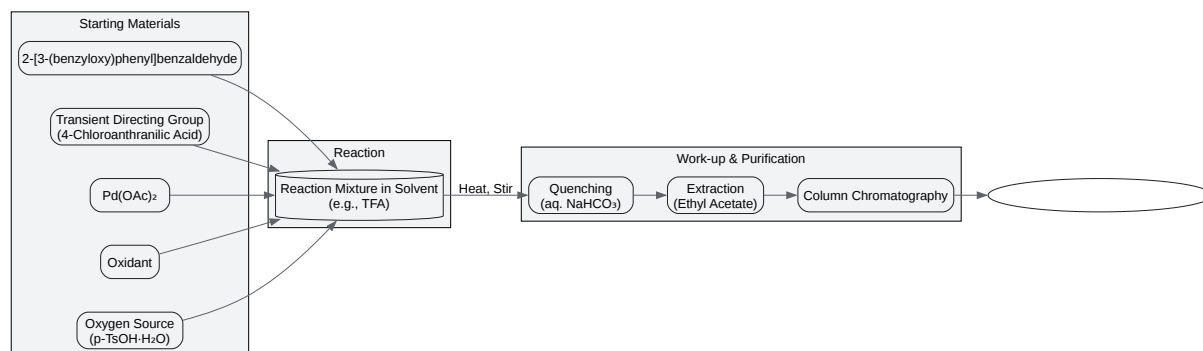 Starting Materials
2-[3-(benzyloxy)phenyl]benzaldehyde
Transient Directing Group
(4-Chloroanthranilic Acid)
Pd(OAc)₂
Oxidant
Oxygen Source
(p-TsOH·H₂O)
Reaction
Reaction Mixture in Solvent
(e.g., TFA)
Heat, Stir
Work-up & Purification
Quenching
(aq. NaHCO₃)
Extraction
(Ethyl Acetate)
Column Chromatography